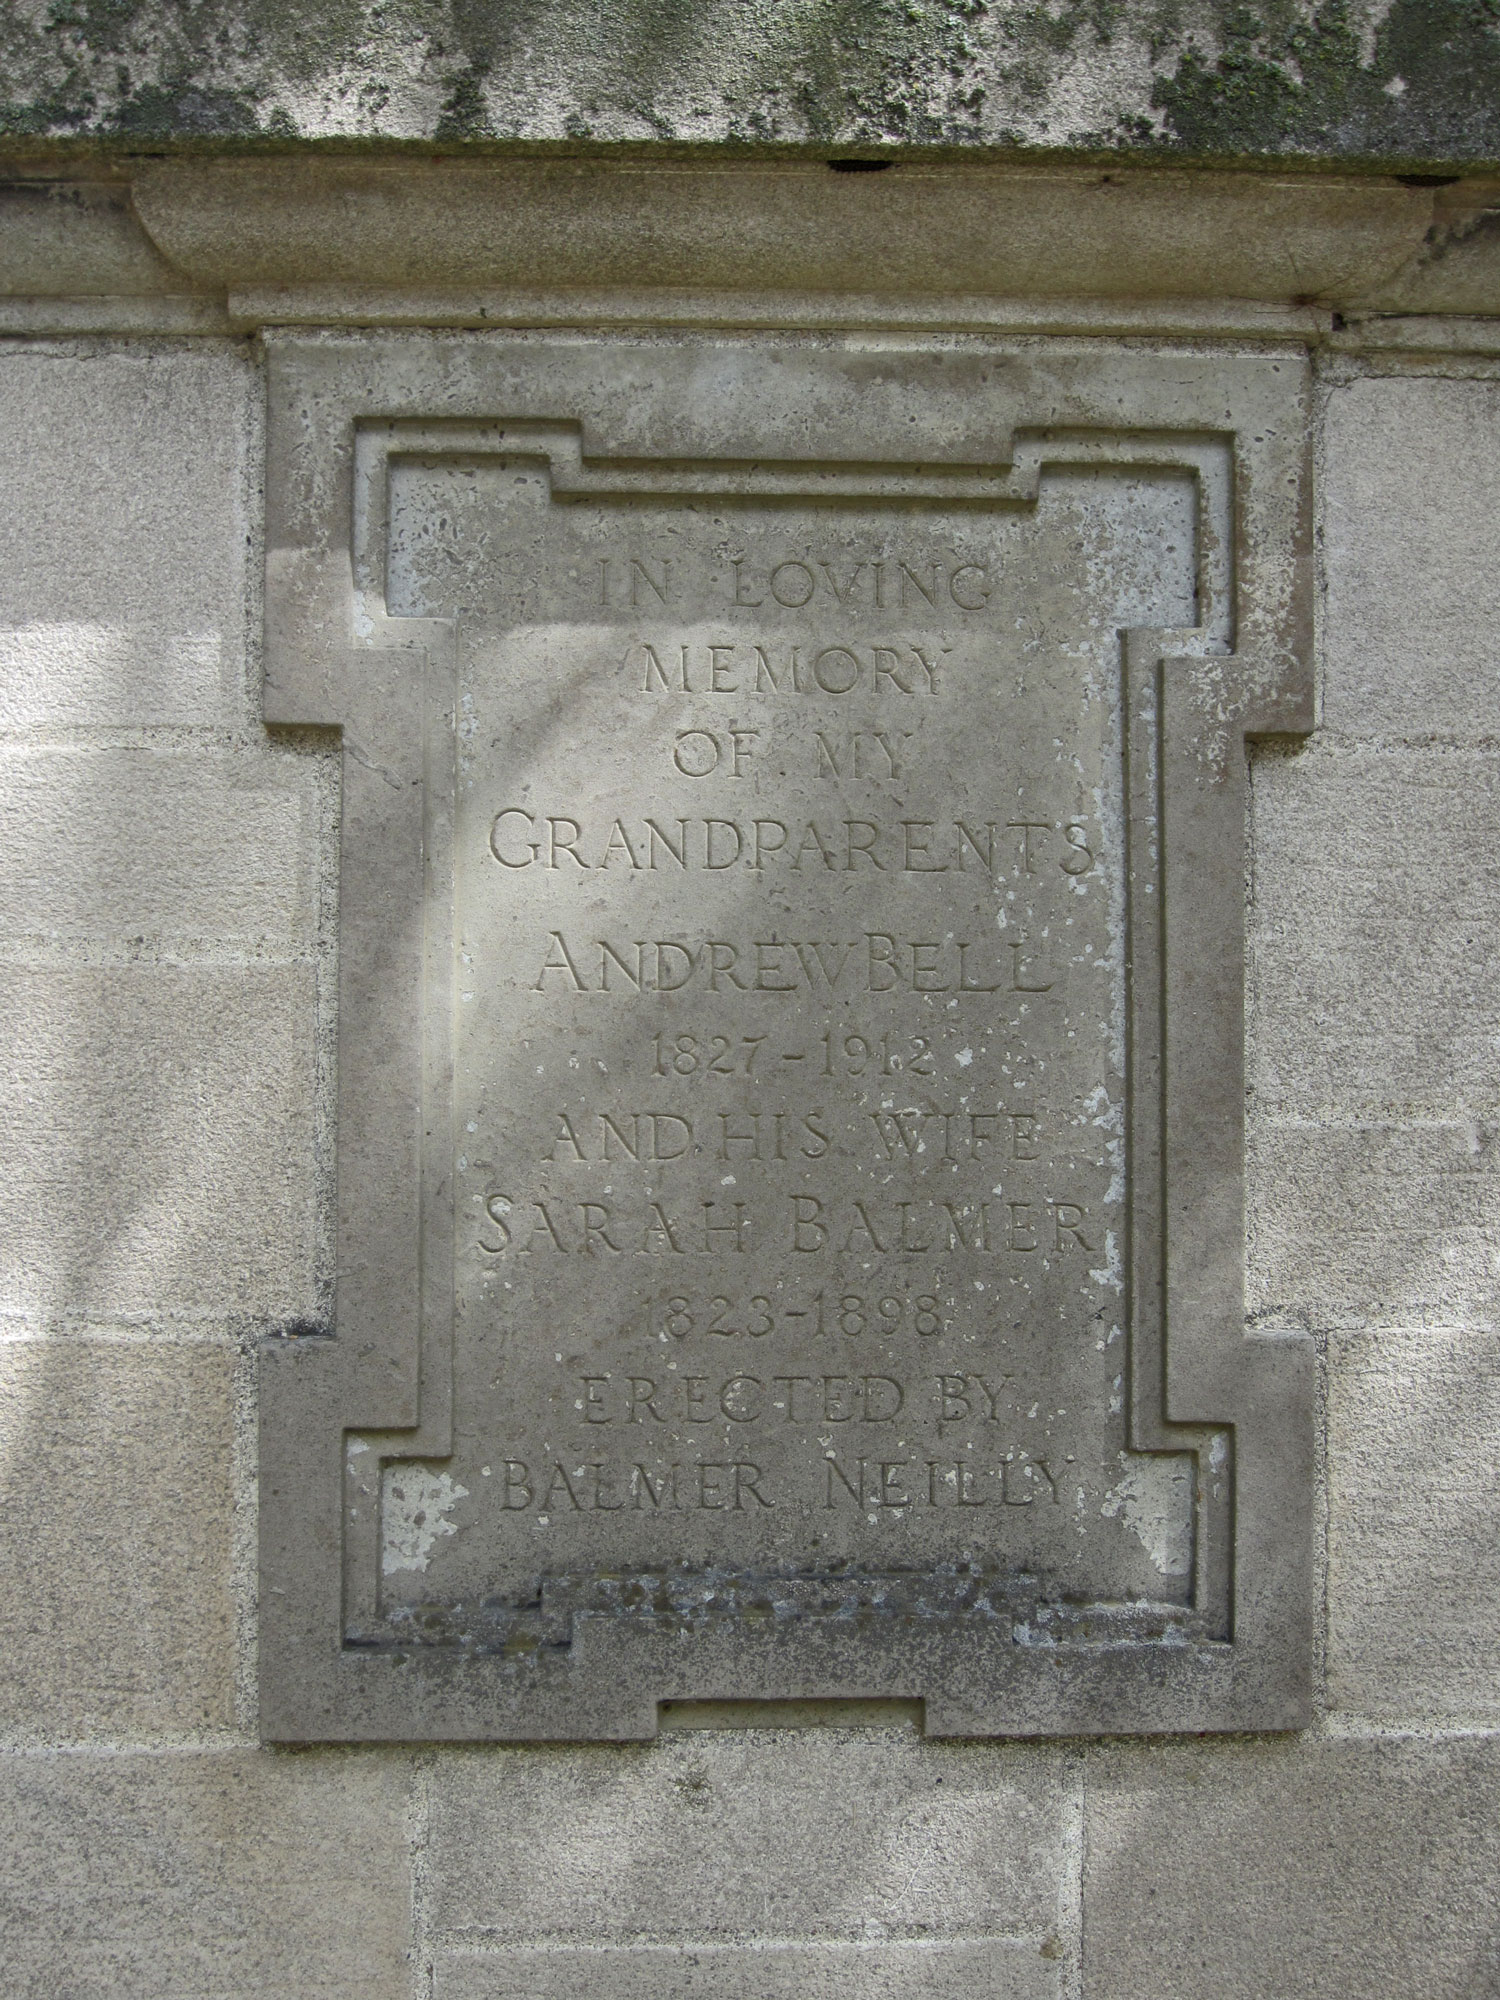 IN LOVING
MEMORY
OF MY
GRANDPARENTS
ANDREW BELL
1827-1912
AND HIS WIFE
SARAH BALMER
1823-1898
ERECTED BY
BALMER NEILLY